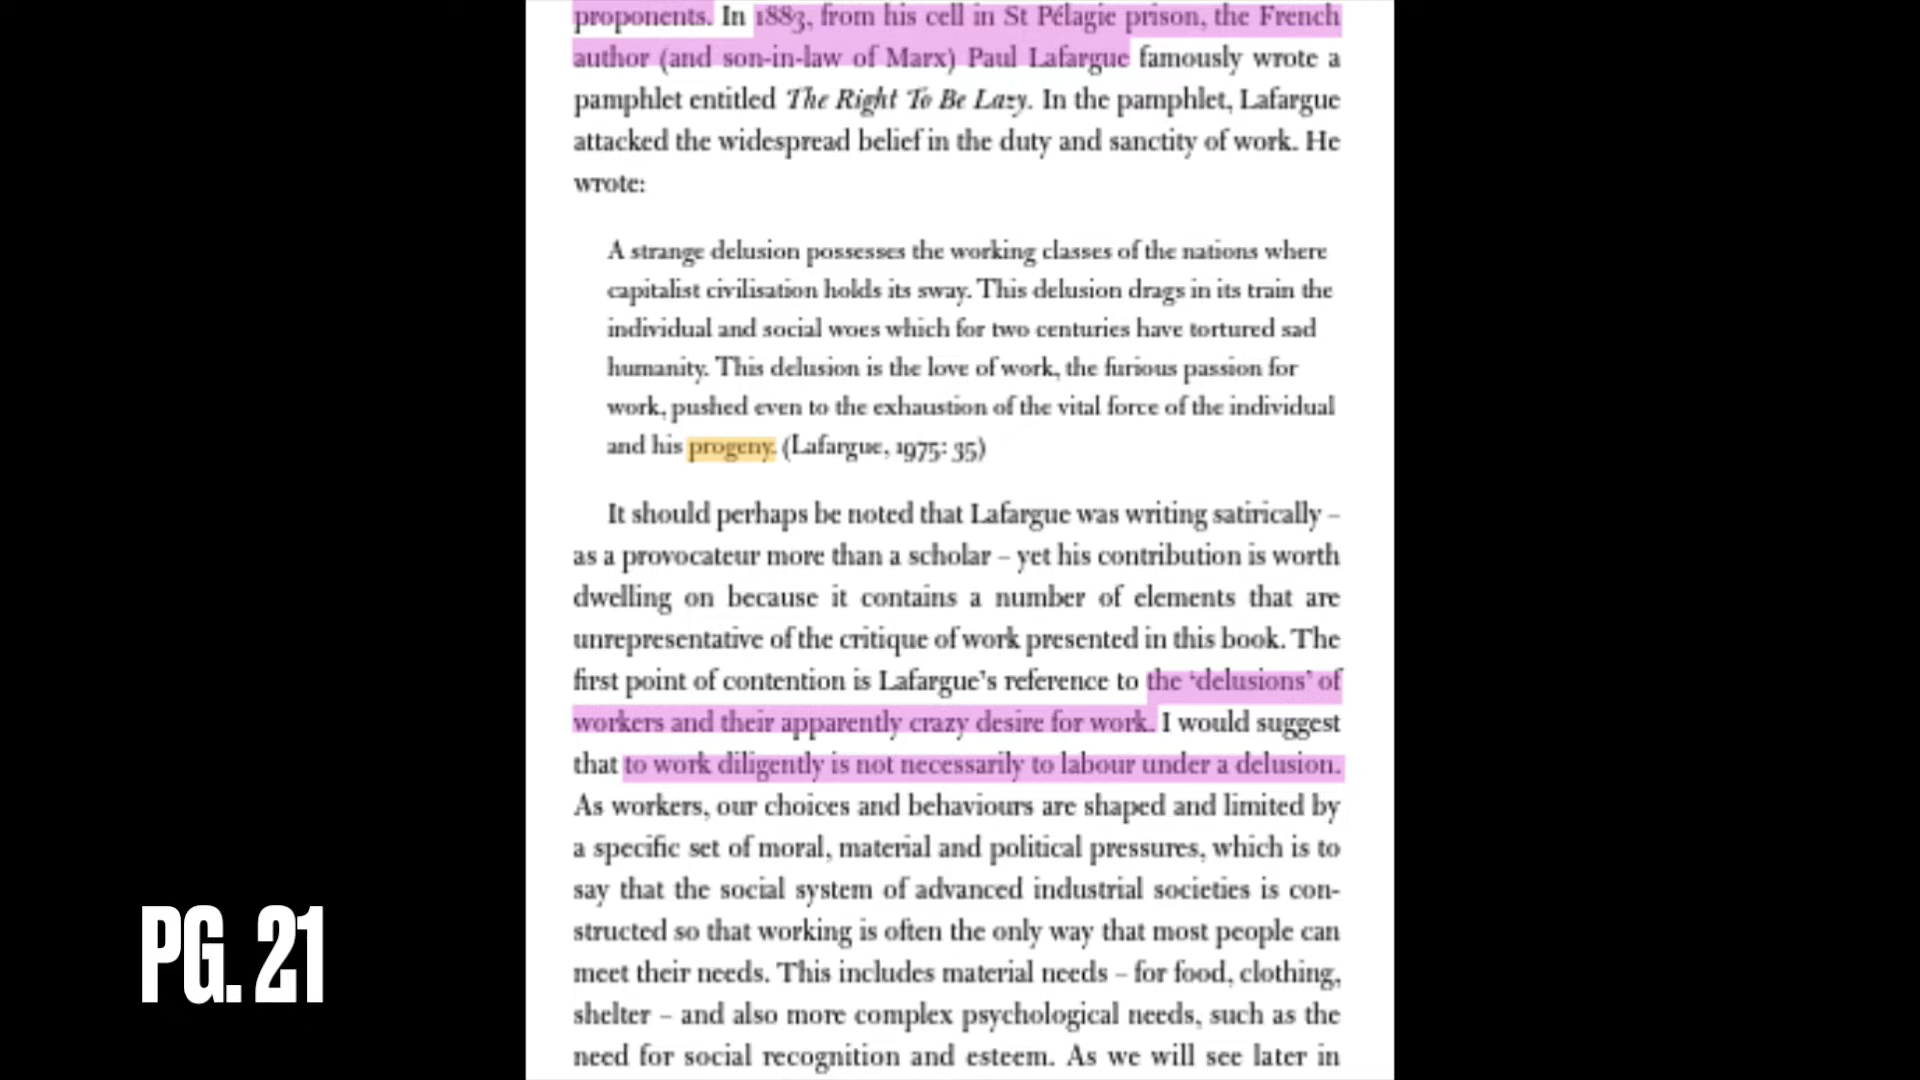 proponents. In 1883, from his cell in St Pélagie prison, the French
author (and son-in-law of Marx) Paul Lafargue famously wrote a
pamphlet entitled The Right To Be Lazy. In the pamphlet, Lafargue
attacked the widespread belief in the duty and sanctity of work. He
wrote:
A strange delusion possesses the working classes of the nations where
capitalist civilisation holds its sway. This delusion drags in its train the
individual and social woes which for two centuries have tortured sad
humanity. This delusion is the love of work, the furious passion for
work, pushed even to the exhaustion of the vital force of the individual
and his progeny. (Lafargue, 1975: 35)
It should perhaps be noted that Lafargue was writing satirically –
as a provocateur more than a scholar – yet his contribution is worth
dwelling on because it contains a number of elements that are
unrepresentative of the critique of work presented in this book. The
first point of contention is Lafargue’s reference to the ‘delusions’ of
workers and their apparently crazy desire for work. I would suggest
that to work diligently is not necessarily to labour under a delusion.
As workers, our choices and behaviours are shaped and limited by
a specific set of moral, material and political pressures, which is to
say that the social system of advanced industrial societies is con-
structed so that working is often the only way that most people can
meet their needs. This includes material needs – for food, clothing,
shelter – and also more complex psychological needs, such as the
need for social recognition and esteem. As we will see later in
PG. 21